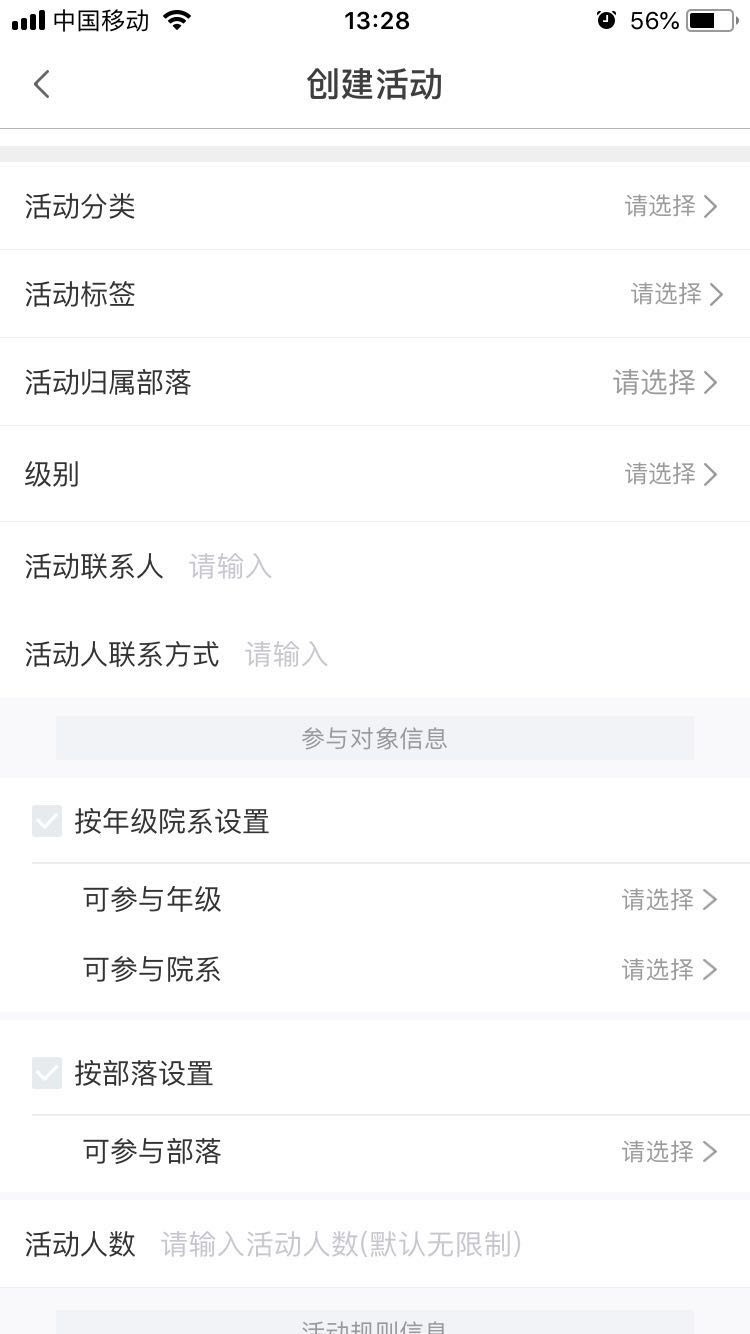 中国移动 13:28 56%
创建活动
活动分类 请选择
活动标签 请选择
活动归属部落 请选择
级别 请选择
活动联系人 请输入
活动人联系方式 请输入
参与对象信息
按年级院系设置
可参与年级 请选择
可参与院系 请选择
按部落设置
可参与部落 请选择
活动人数 请输入活动人数(默认无限制)
活动规则信息